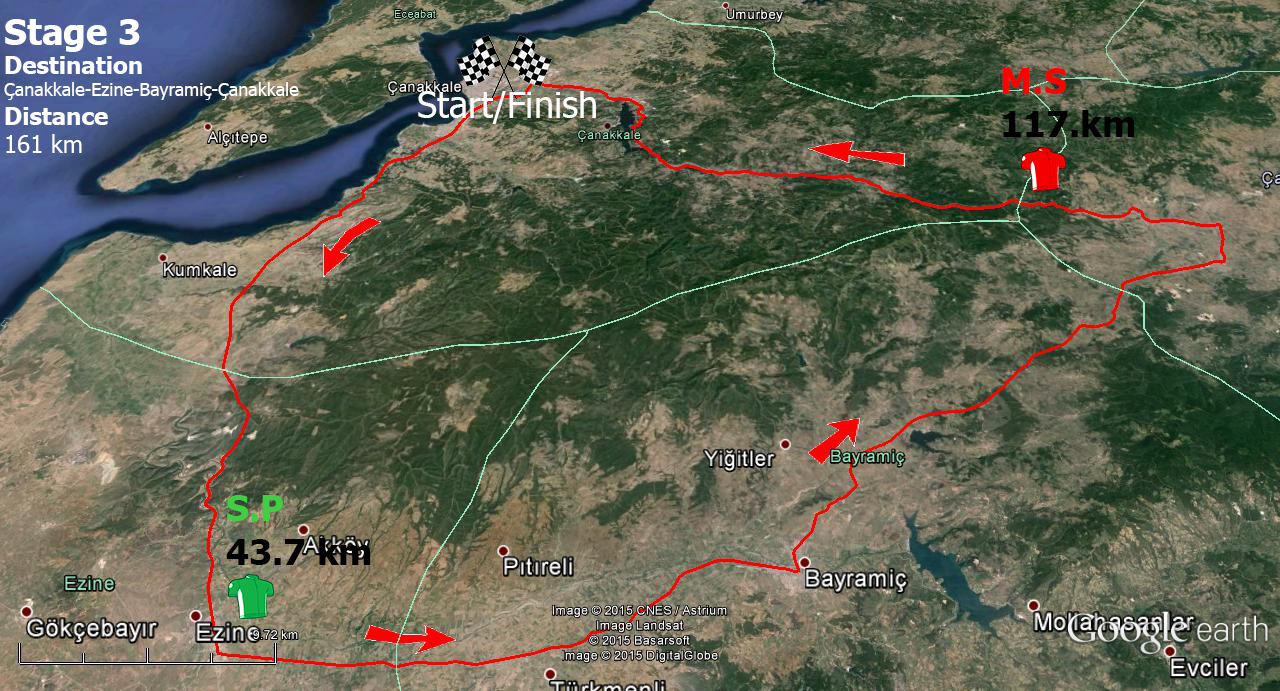 Stage 3
Destination
Çanakkale-Ezine-Bayramiç-Çanakkale
Distance
161 km
Eceabat
Umurbey
Çanakkale
Start/Finish
Çanakkale
Alçıtepe
M.S
117.km
Kumkale
Yiğitler
Bayramiç
S.P
43.7 km
Akköy
Pıtıreli
Bayramiç
Ezine
Gökçebayır
Ezine
9.72 km
Image © 2015 CNES / Astrium
Image Landsat
© 2015 Basarsoft
Image © 2015 DigitalGlobe
Mollahasanlar
Google earth
Evciler
Türkmenli